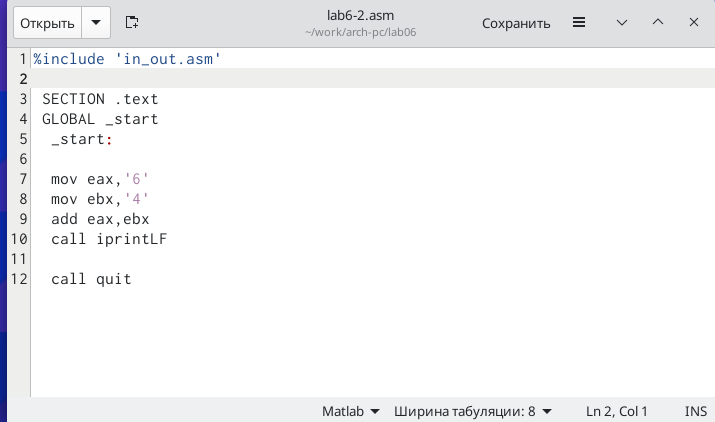 Открыть
lab6-2.asm
~/work/arch-pc/lab06
Сохранить
1 %include 'in_out.asm'
2
3 SECTION .text
4 GLOBAL _start
5 _start:
6
7 mov eax,'6'
8 mov ebx,'4'
9 add eax,ebx
10 call iprintLF
11
12 call quit
Matlab Ширина табуляции: 8 Ln 2, Col 1 INS